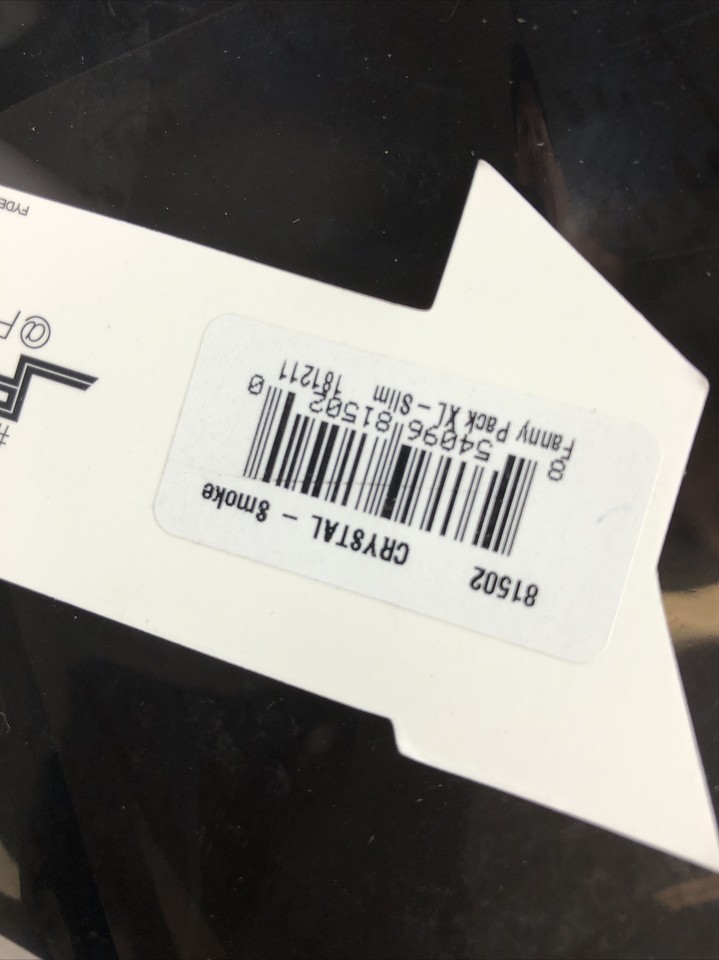 81502
CRYSTAL - Smoke
8 54096 81502 0
Fanny Pack XL - Slim 181211